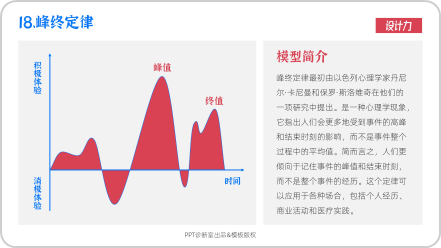 18.峰终定律
设计力
积极体验
峰值
终值
消极体验
时间
模型简介
峰终定律最初由以色列心理学家丹尼
尔·卡尼曼和保罗·斯洛维奇在他们的
一项研究中提出。是一种心理学现象，
它指出人们会更多地受到事件的高峰
和结束时刻的影响，而不是事件整个
过程中的平均值。简而言之，人们更
倾向于记住事件的峰值和结束时刻，
而不是整个事件的经历。这个定律可
以应用于各种场合，包括个人经历、
商业活动和医疗实践。
PPT诊断室出品&模板版权